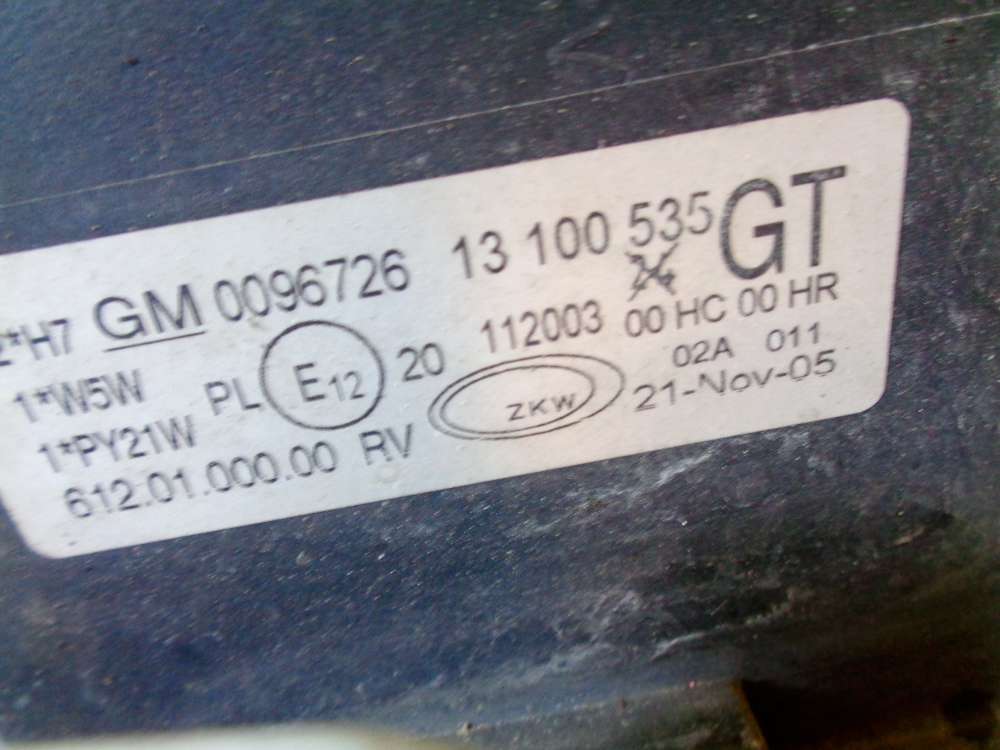 2*H7 GM 0096726 13 100 535 GT
1*W5W PL E12 20 112003 00 HC 00 HR
1*PY21W ZKW 02A 011
612.01.000.00 RV 21-Nov-05